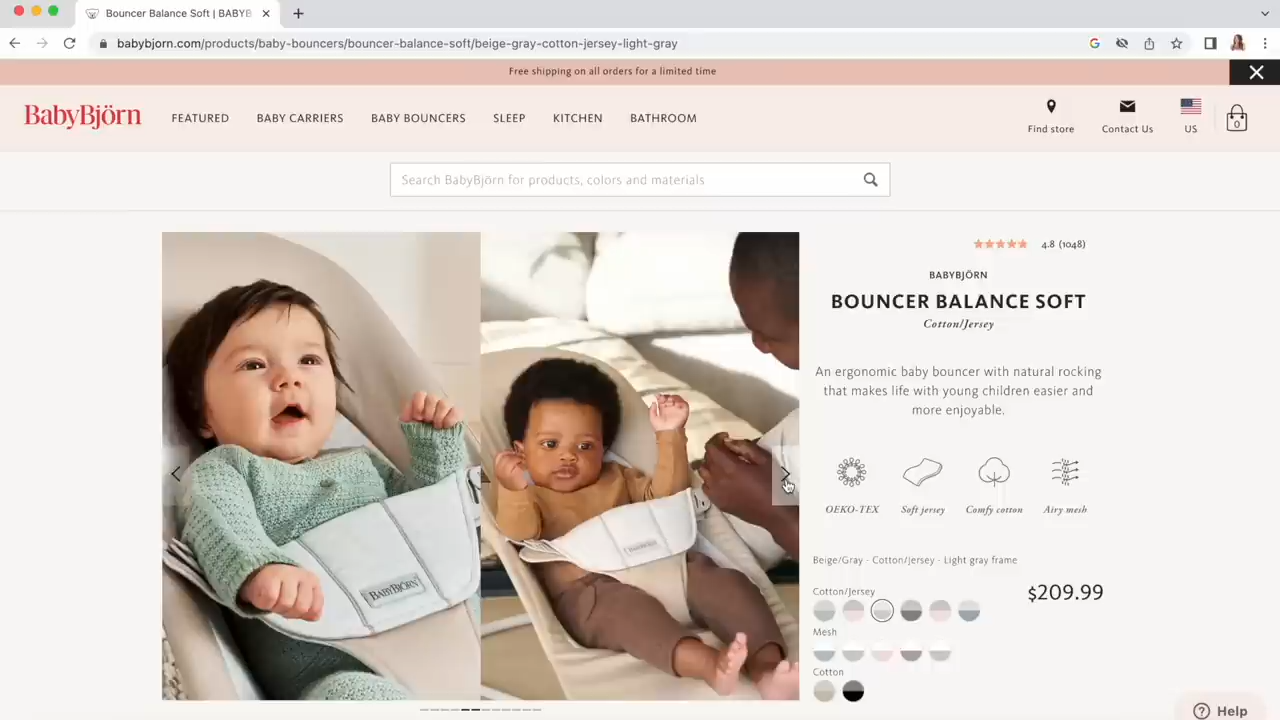 Bouncer Balance Soft | BABYB
babybjorn.com/products/baby-bouncers/bouncer-balance-soft/beige-gray-cotton-jersey-light-gray
Free shipping on all orders for a limited time
BabyBjörn
FEATURED
BABY CARRIERS
BABY BOUNCERS
SLEEP
KITCHEN
BATHROOM
Find store
Contact Us
US
0
Search BabyBjörn for products, colors and materials
4.8 (1048)
BABYBJÖRN
BOUNCER BALANCE SOFT
Cotton/Jersey
An ergonomic baby bouncer with natural rocking
that makes life with young children easier and
more enjoyable.
OEKO-TEX
Soft jersey
Comfy cotton
Airy mesh
Beige/Gray - Cotton/Jersey - Light gray frame
Cotton/Jersey
$209.99
Mesh
Cotton
BABYBJÖRN
BABYBJÖRN
Help